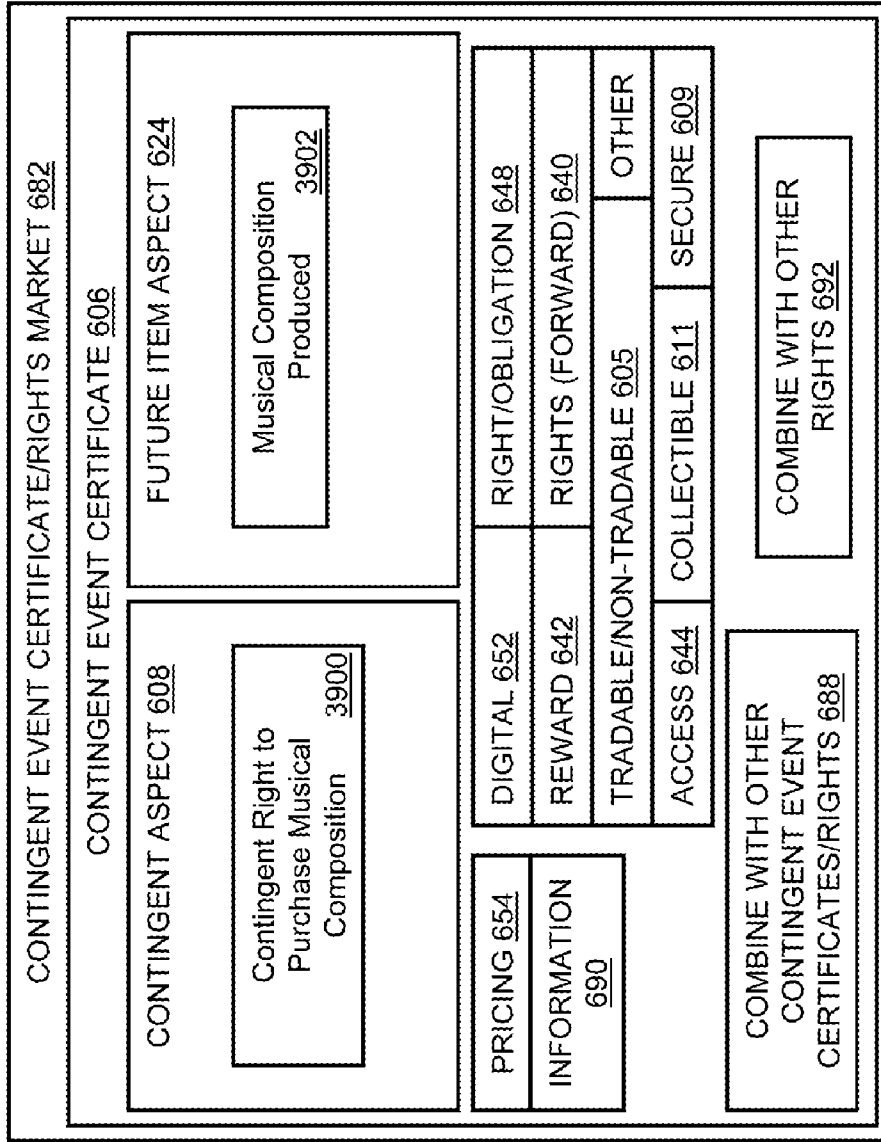 CONTINGENT EVENT CERTIFICATE/RIGHTS MARKET 682
CONTINGENT EVENT CERTIFICATE 606
CONTINGENT ASPECT 608
Contingent Right to
Purchase Musical
Composition 3900
FUTURE ITEM ASPECT 624
Musical Composition
Produced 3902
PRICING 654
INFORMATION
690
DIGITAL 652
RIGHT/OBLIGATION 648
REWARD 642
RIGHTS (FORWARD) 640
TRADABLE/NON-TRADABLE 605
OTHER
ACCESS 644
COLLECTIBLE 611
SECURE 609
COMBINE WITH OTHER
CONTINGENT EVENT
CERTIFICATES/RIGHTS 688
COMBINE WITH OTHER
RIGHTS 692